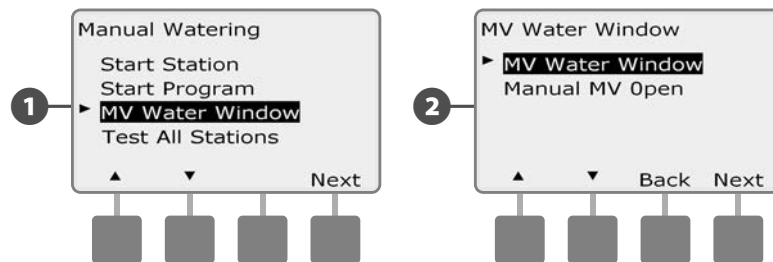 Manual Watering
Start Station
Start Program
MV Water Window
Test All Stations
Next
1
MV Water Window
MV Water Window
Manual MV 0pen
Back Next
2